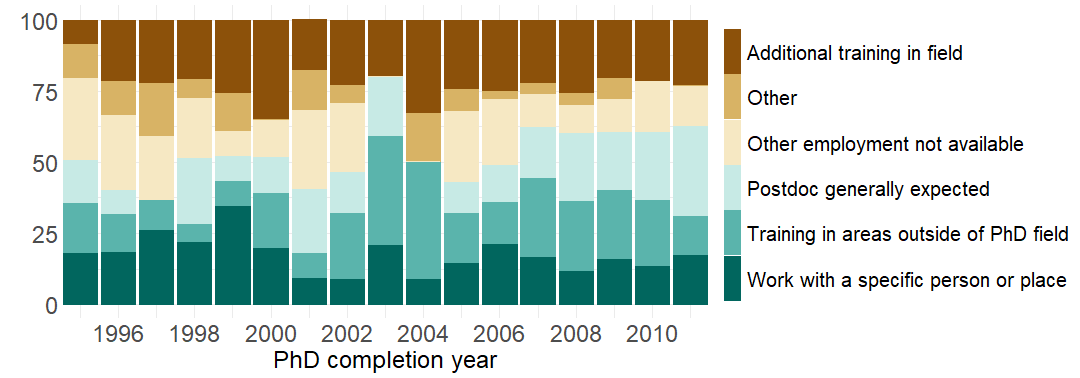 100
75
50
25
0
1996 1998 2000 2002 2004 2006 2008 2010
PhD completion year
Additional training in field
Other
Other employment not available
Postdoc generally expected
Training in areas outside of PhD field
Work with a specific person or place